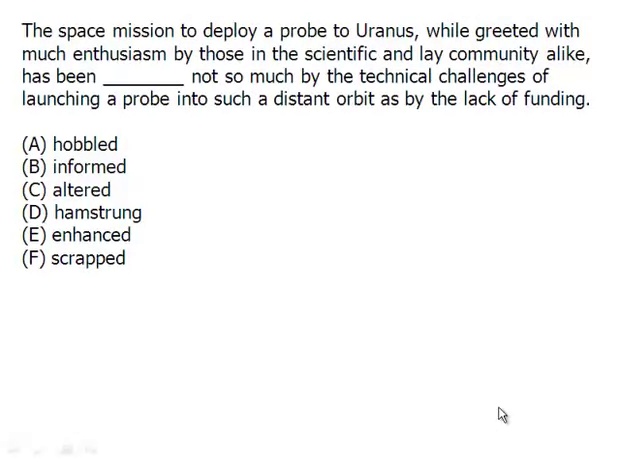 The space mission to deploy a probe to Uranus, while greeted with
much enthusiasm by those in the scientific and lay community alike,
has been ________ not so much by the technical challenges of
launching a probe into such a distant orbit as by the lack of funding.
(A) hobbled
(B) informed
(C) altered
(D) hamstrung
(E) enhanced
(F) scrapped